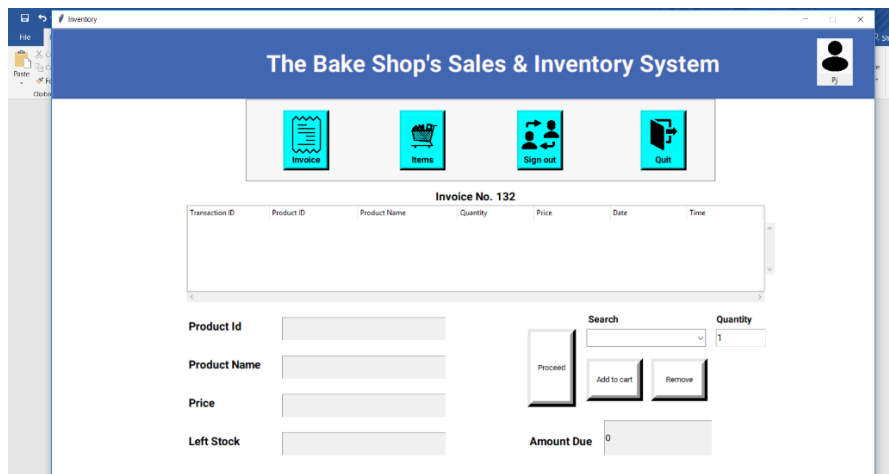 Inventory
File
Paste
The Bake Shop's Sales & Inventory System
Pj
Invoice
Items
Sign out
Quit
Invoice No. 132
Transaction ID Product ID Product Name Quantity Price Date Time
Product Id
Product Name
Price
Left Stock
Search Quantity
1
Proceed
Add to cart
Remove
Amount Due 0